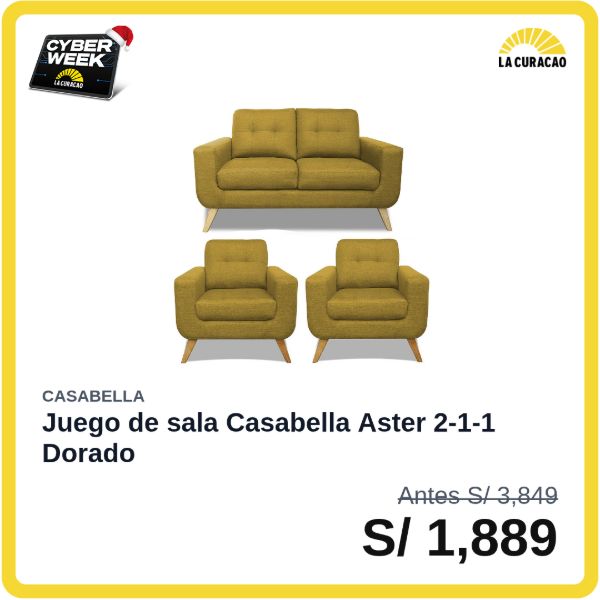 CYBER
WEEK
LA CURACAO
LA CURACAO
CASABELLA
Juego de sala Casabella Aster 2-1-1
Dorado
Antes S/ 3,849
S/ 1,889